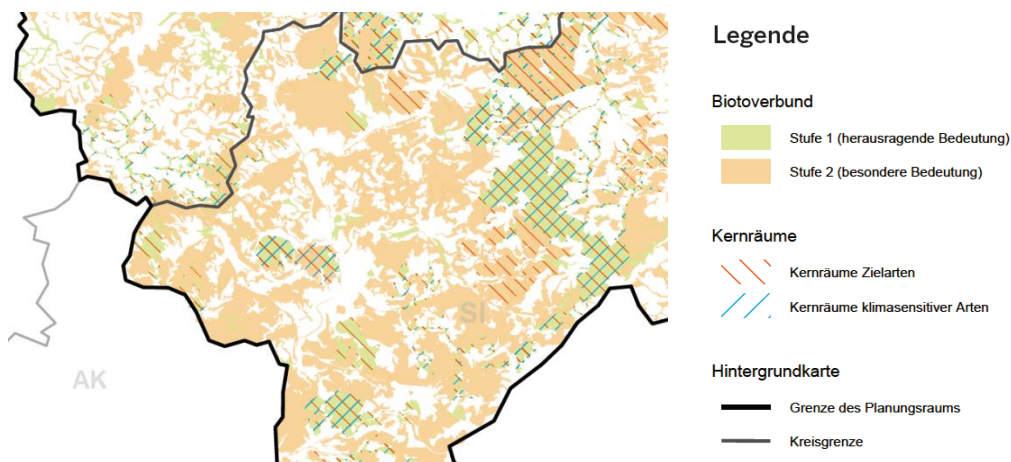 Legende
Biotoverbund
Stufe 1 (herausragende Bedeutung)
Stufe 2 (besondere Bedeutung)
Kernräume
Kernräume Zielarten
Kernräume klimasensitiver Arten
SI
Hintergrundkarte
AK
Grenze des Planungsraums
Kreisgrenze